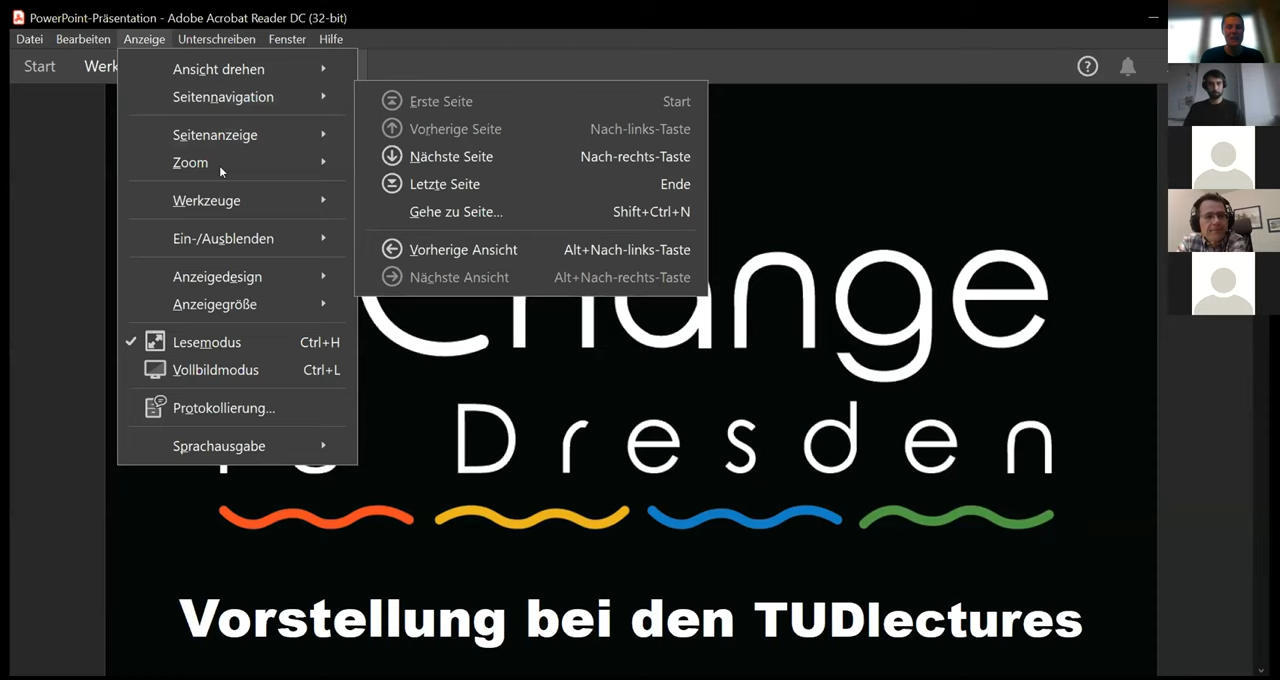 PowerPoint-Präsentation - Adobe Acrobat Reader DC (32-bit)
Datei Bearbeiten Anzeige Unterschreiben Fenster Hilfe
Start Werk
Ansicht drehen
Seitennavigation
Seitenanzeige
Zoom
Werkzeuge
Ein-/Ausblenden
Anzeigedesign
Anzeigegröße
Lesemodus Ctrl+H
Vollbildmodus Ctrl+L
Protokollierung...
Sprachausgabe
Erste Seite Start
Vorherige Seite Nach-links-Taste
Nächste Seite Nach-rechts-Taste
Letzte Seite Ende
Gehe zu Seite... Shift+Ctrl+N
Vorherige Ansicht Alt+Nach-links-Taste
Nächste Ansicht Alt+Nach-rechts-Taste
Change
Dresden
Vorstellung bei den TUDlectures